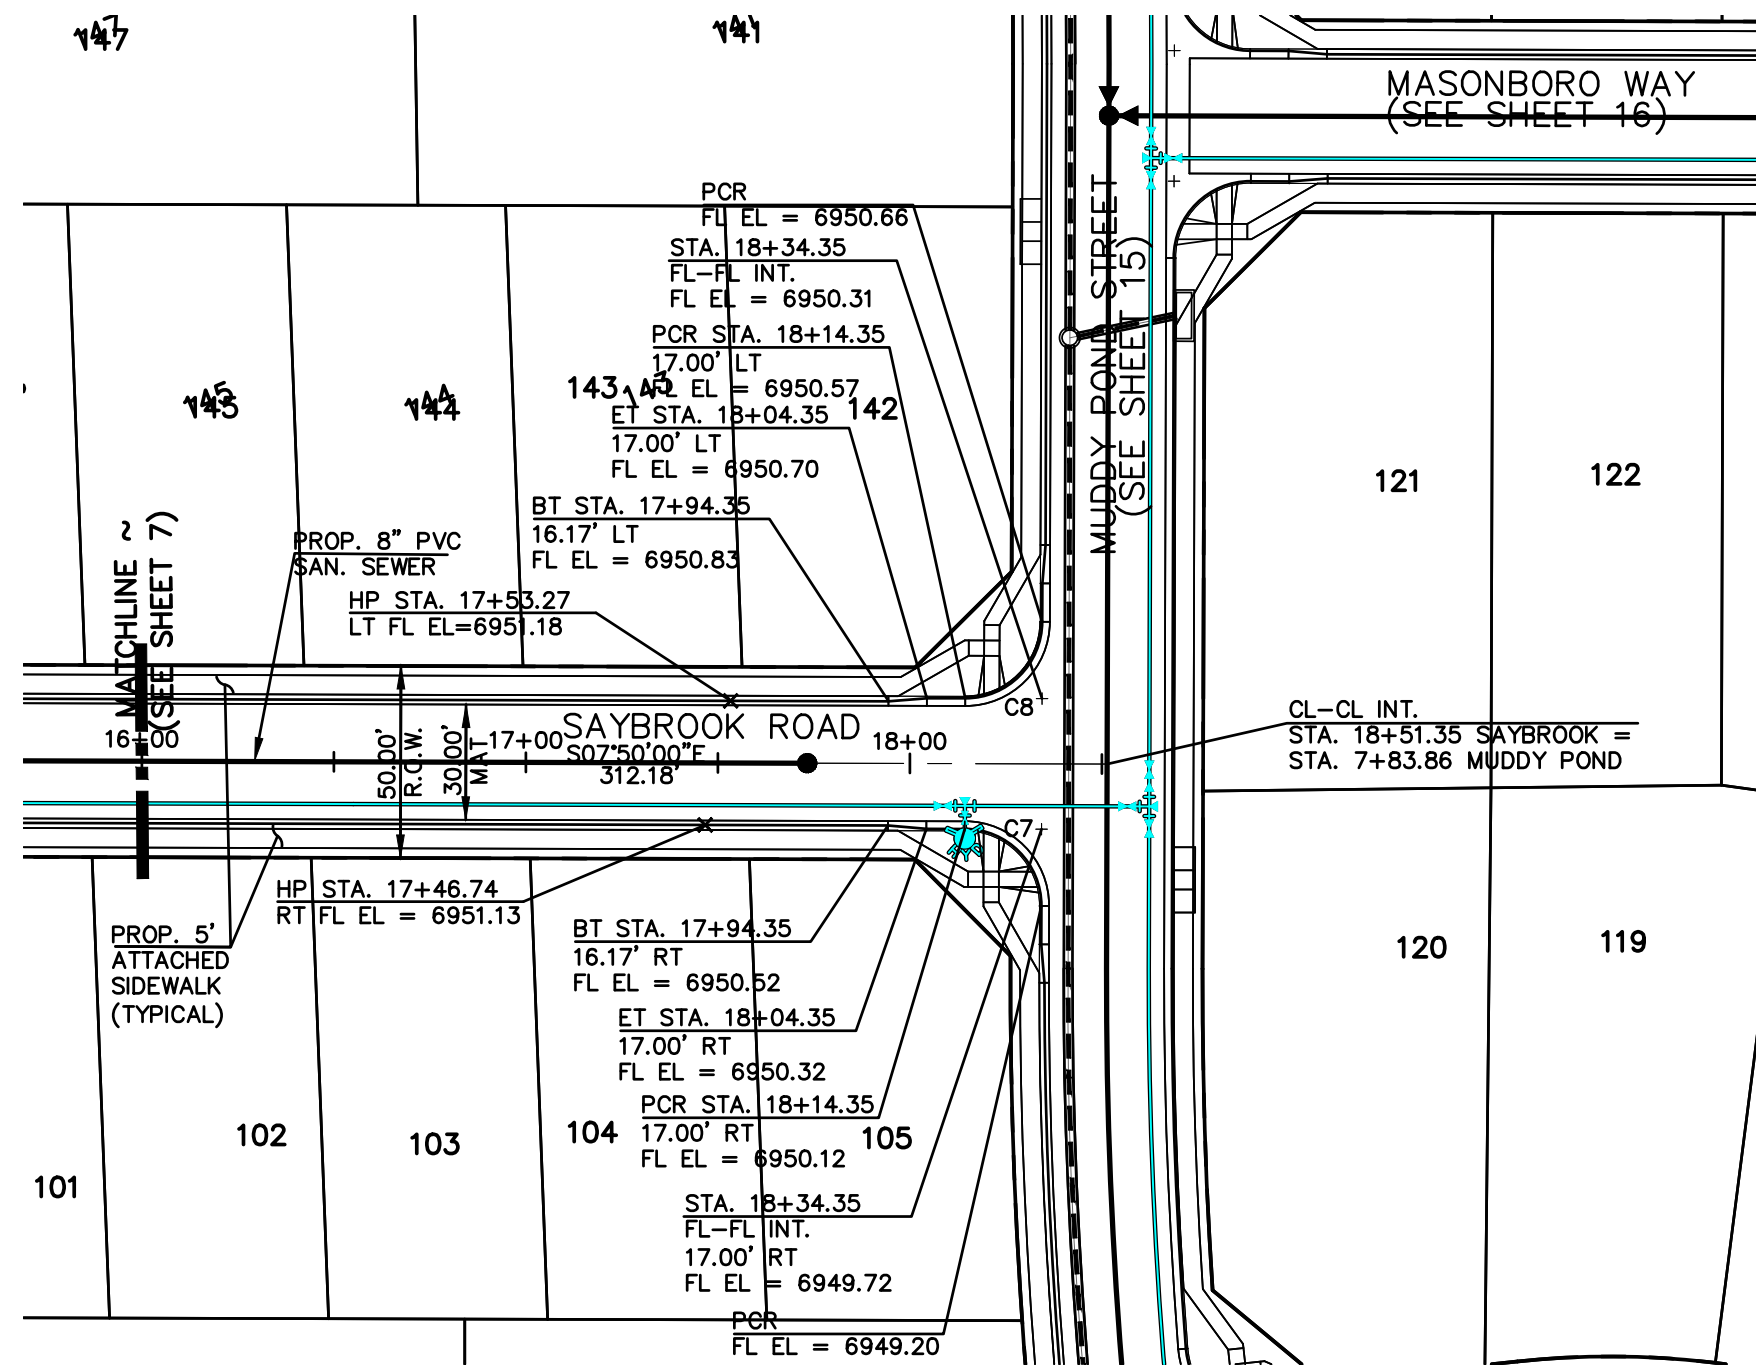 147
147
141
141
MASONBORO WAY
(SEE SHEET 16)
PCR
FL EL = 6950.66
STA. 18+34.35
FL-FL INT.
FL EL = 6950.31
PCR STA. 18+14.35
17.00' LT
FL EL = 6950.57
ET STA. 18+04.35
17.00' LT
FL EL = 6950.70
BT STA. 17+94.35
16.17' LT
FL EL = 6950.83
MUDDY POND STREET
(SEE SHEET 15)
145
145
144
144
143
143
142
121
122
MATCHLINE ~
(SEE SHEET 7)
PROP. 8" PVC
SAN. SEWER
HP STA. 17+53.27
LT FL EL=6951.18
C8
SAYBROOK ROAD
16+00
17+00
18+00
S07°50'00"E
312.18'
50.00'
R.O.W.
30.00'
MAT
CL-CL INT.
STA. 18+51.35 SAYBROOK =
STA. 7+83.86 MUDDY POND
C7
HP STA. 17+46.74
RT FL EL = 6951.13
PROP. 5'
ATTACHED
SIDEWALK
(TYPICAL)
BT STA. 17+94.35
16.17' RT
FL EL = 6950.52
ET STA. 18+04.35
17.00' RT
FL EL = 6950.32
PCR STA. 18+14.35
17.00' RT
FL EL = 6950.12
STA. 18+34.35
FL-FL INT.
17.00' RT
FL EL = 6949.72
PCR
FL EL = 6949.20
120
119
101
102
103
104
105